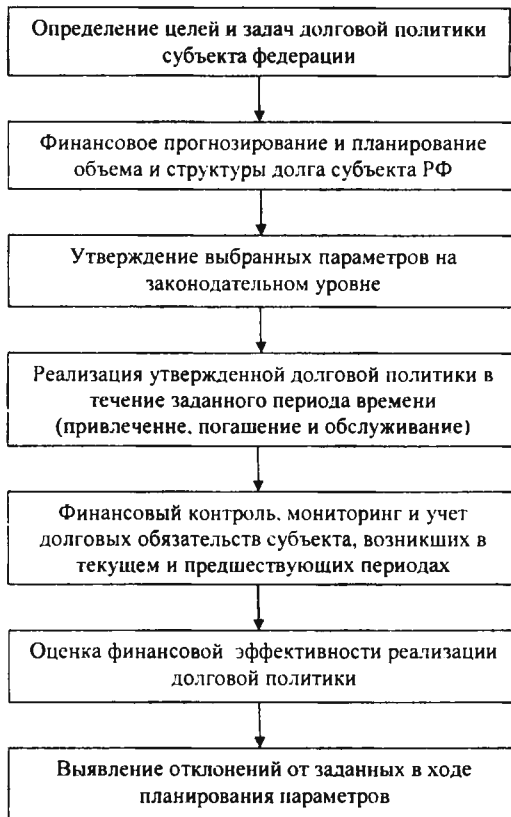 Определение целей и задач долговой политики
субъекта федерации
Финансовое прогнозирование и планирование
объема и структуры долга субъекта РФ
Утверждение выбранных параметров на
законодательном уровне
Реализация утвержденной долговой политики в
течение заданного периода времени
(привлечение, погашение и обслуживание)
Финансовый контроль, мониторинг и учет
долговых обязательств субъекта, возникших в
текущем и предшествующих периодах
Оценка финансовой эффективности реализации
долговой политики
Выявление отклонений от заданных в ходе
планирования параметров